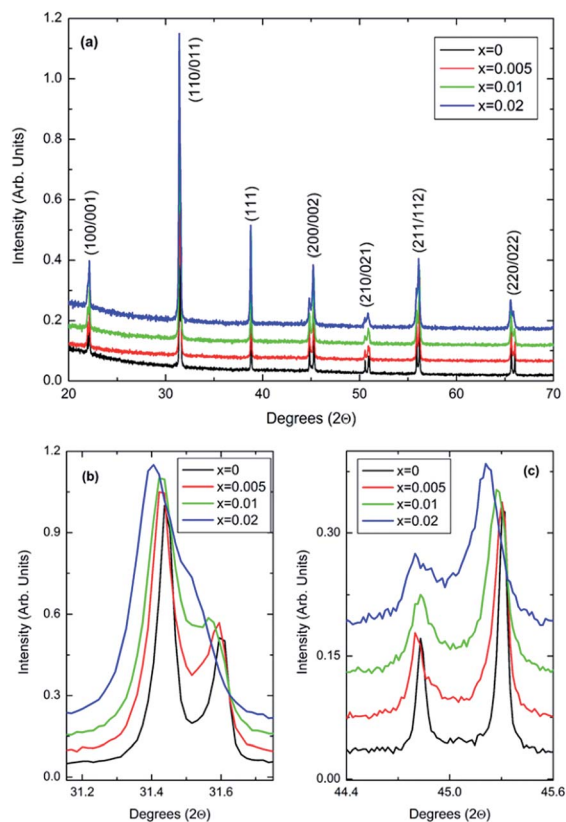 (a)
x=0
x=0.005
x=0.01
x=0.02
(100/001)
(110/011)
(111)
(200/002)
(210/021)
(211/112)
(220/022)
Intensity (Arb. Units)
1.2
1.0
0.8
0.6
0.4
0.2
0.0
20 30 40 50 60 70
Degrees (2Θ)
(b)
x=0
x=0.005
x=0.01
x=0.02
Intensity (Arb. Units)
1.2
0.9
0.6
0.3
0.0
31.2 31.4 31.6
Degrees (2Θ)
(c)
x=0
x=0.005
x=0.01
x=0.02
Intensity (Arb. Units)
0.30
0.15
0.00
44.4 45.0 45.6
Degrees (2Θ)